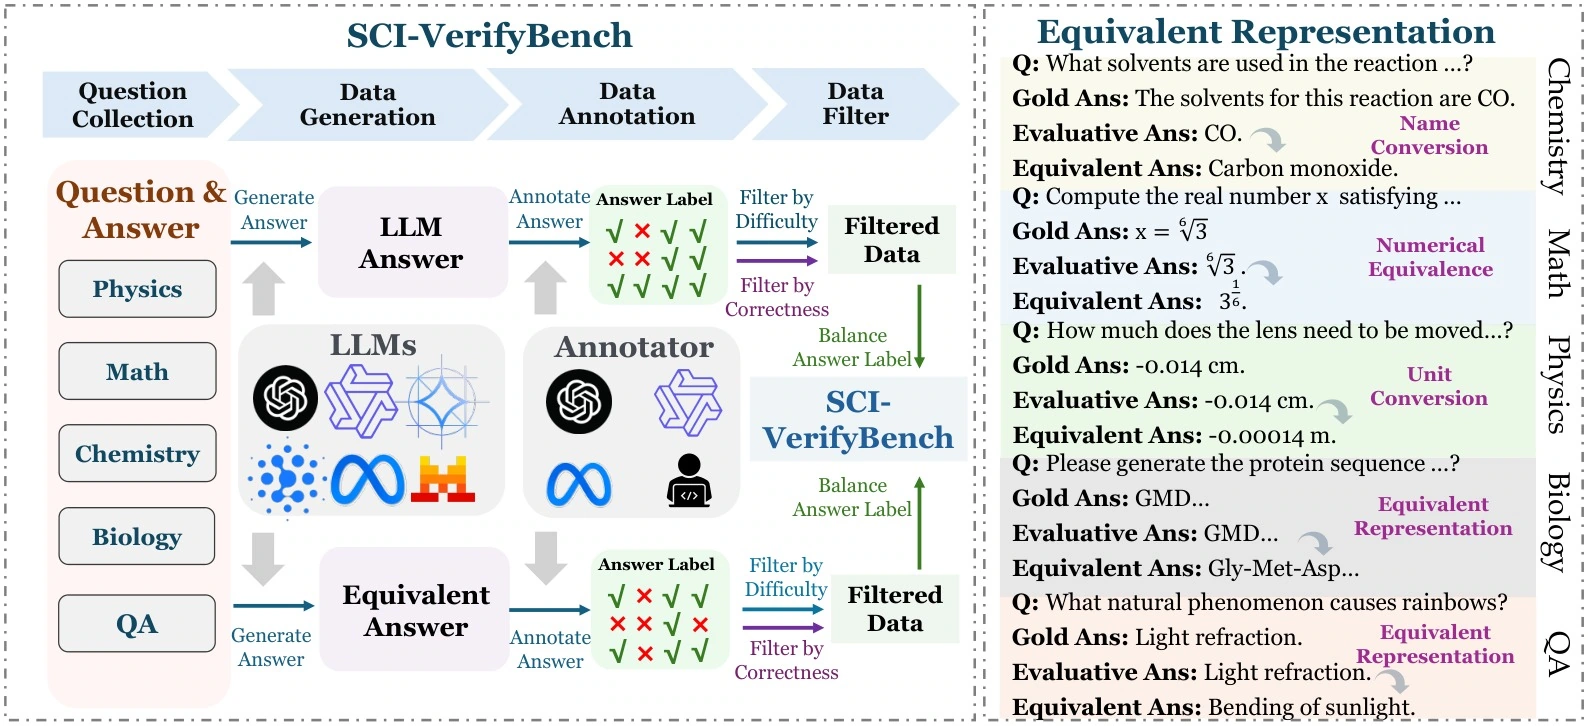 SCI-VerifyBench
Question
Collection
Data
Generation
Data
Annotation
Data
Filter
Question &
Answer
Physics
Math
Chemistry
Biology
QA
Generate
Answer
LLM
Answer
Annotate
Answer
Answer Label
√ × √ √
× × √ √
√ √ √ √
Filter by
Difficulty
Filter by
Correctness
Filtered
Data
LLMs
Annotator
Balance
Answer Label
SCI-
VerifyBench
Balance
Answer Label
Generate
Answer
Equivalent
Answer
Annotate
Answer
Answer Label
√ × √ √
× × √ ×
√ × √ √
Filter by
Difficulty
Filter by
Correctness
Filtered
Data
Equivalent Representation
Q: What solvents are used in the reaction ...?
Gold Ans: The solvents for this reaction are CO.
Evaluative Ans: CO.
Equivalent Ans: Carbon monoxide.
Name
Conversion
Chemistry
Q: Compute the real number x satisfying ...
Gold Ans: x = ⁶√3
Evaluative Ans: ⁶√3 .
Equivalent Ans: 3^(1/6).
Numerical
Equivalence
Math
Q: How much does the lens need to be moved...?
Gold Ans: -0.014 cm.
Evaluative Ans: -0.014 cm.
Equivalent Ans: -0.00014 m.
Unit
Conversion
Physics
Q: Please generate the protein sequence ...?
Gold Ans: GMD...
Evaluative Ans: GMD...
Equivalent Ans: Gly-Met-Asp...
Equivalent
Representation
Biology
Q: What natural phenomenon causes rainbows?
Gold Ans: Light refraction.
Evaluative Ans: Light refraction.
Equivalent Ans: Bending of sunlight.
Equivalent
Representation
QA